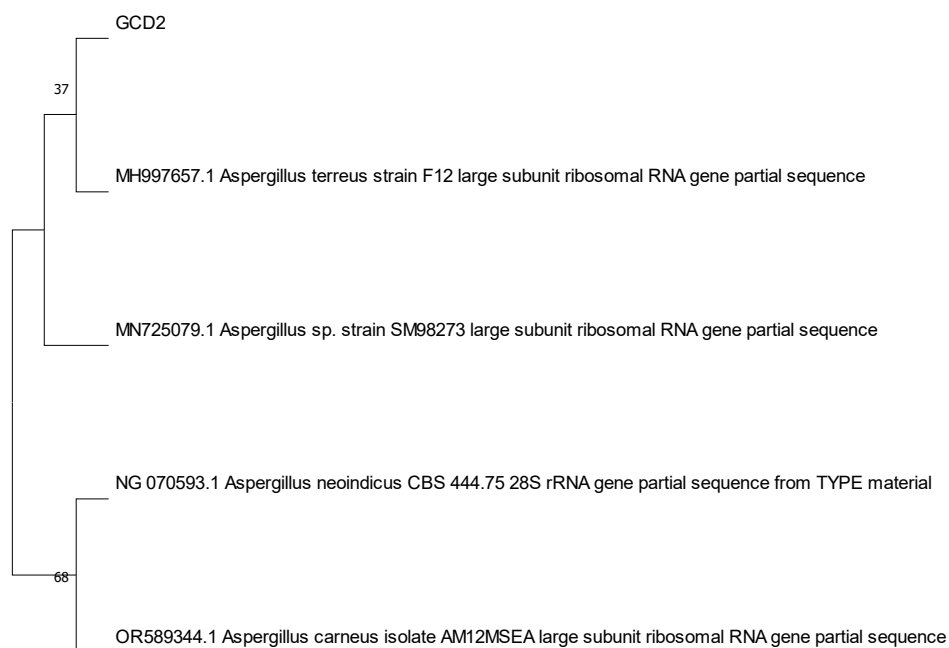 GCD2
37
MH997657.1 Aspergillus terreus strain F12 large subunit ribosomal RNA gene partial sequence
MN725079.1 Aspergillus sp. strain SM98273 large subunit ribosomal RNA gene partial sequence
NG 070593.1 Aspergillus neoindicus CBS 444.75 28S rRNA gene partial sequence from TYPE material
68
OR589344.1 Aspergillus carneus isolate AM12MSEA large subunit ribosomal RNA gene partial sequence